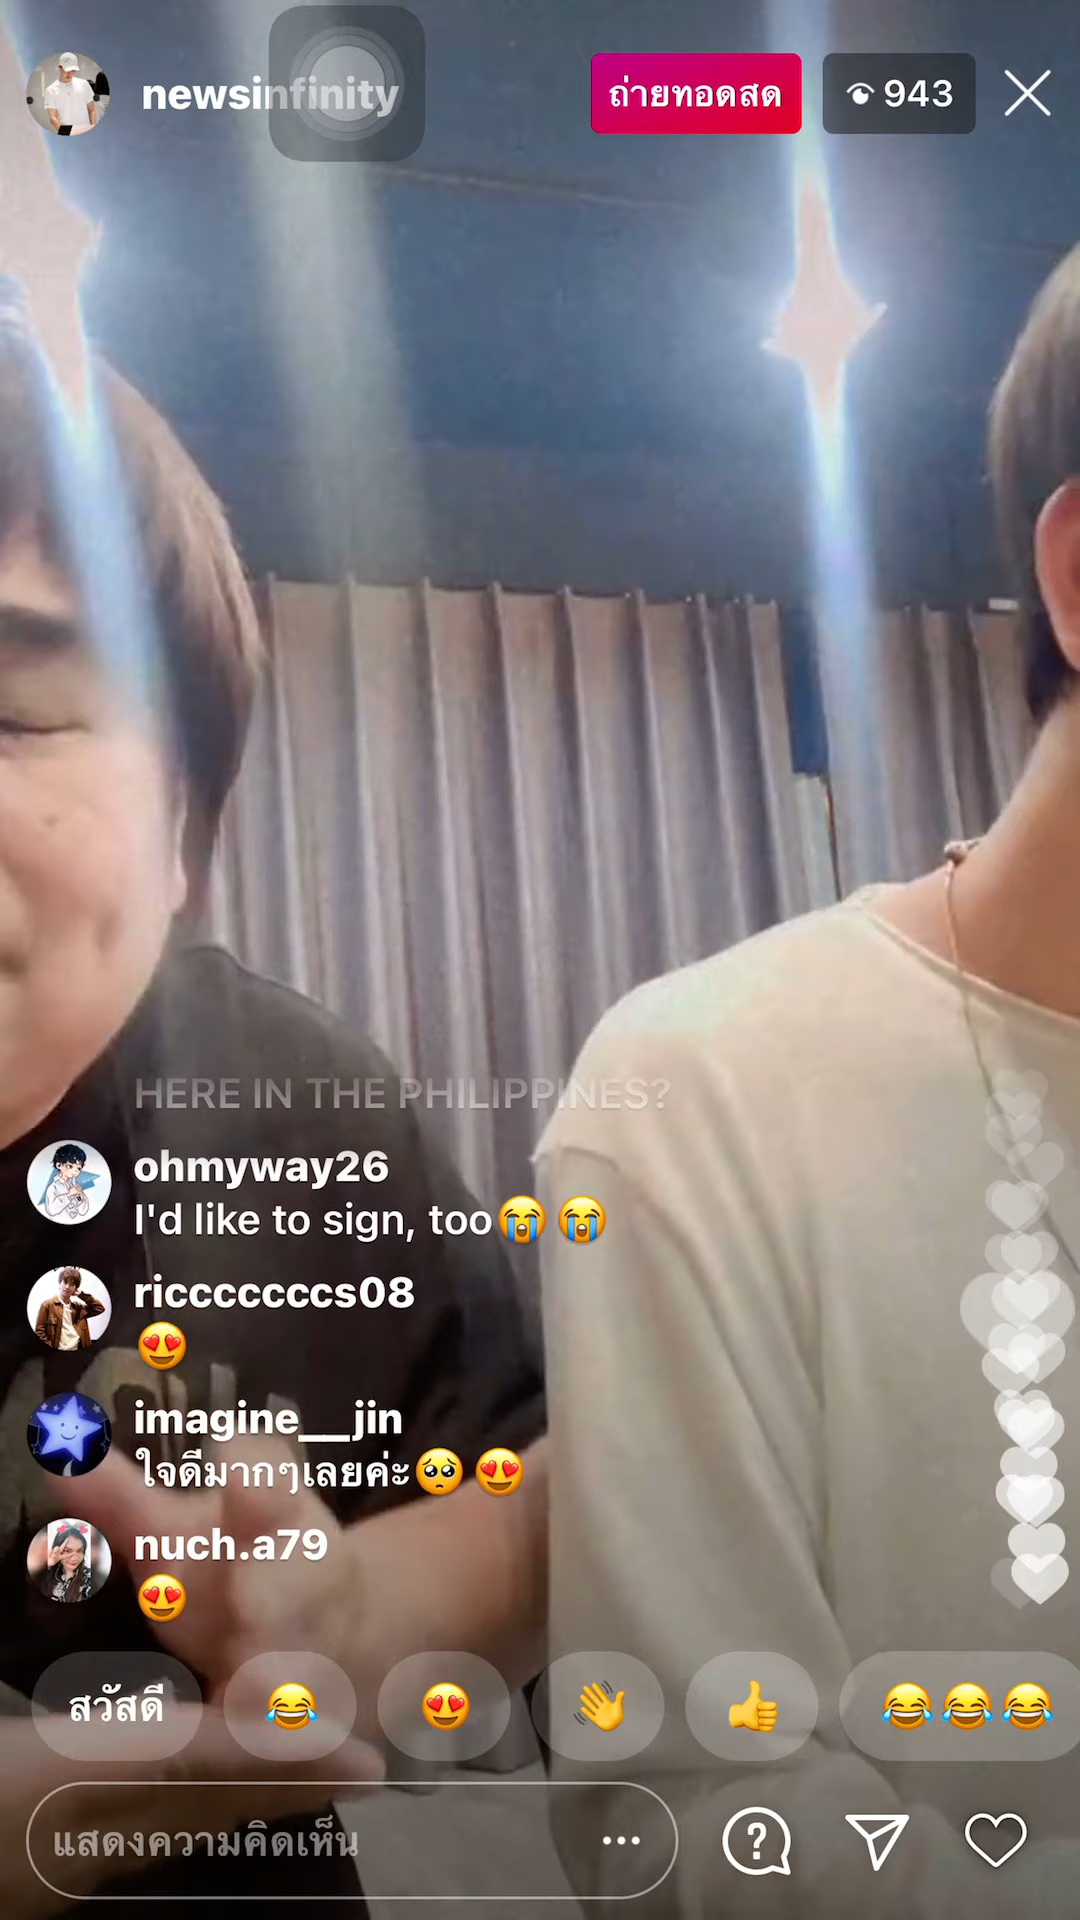 newsinfinity
ถ่ายทอดสด
943
HERE IN THE PHILIPPINES?
ohmyway26
I'd like to sign, too😭 😭
riccccccccs08
😍
imagine__jin
ใจดีมากๆเลยค่ะ🥺 😍
nuch.a79
😍
สวัสดี 😂 😍 👋 👍 😂 😂 😂
แสดงความคิดเห็น